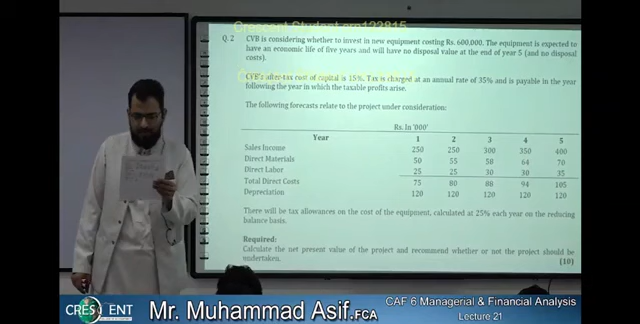 Crescent Student crn123815
Q. 2 CYB is considering whether to invest in new equipment costing Rs. 600,000. The equipment is expected to
have an economic life of five years and will have no disposal value at the end of year 5 (and no disposal
costs).
CYB's after-tax cost of capital is 15%. Tax is charged at an annual rate of 35% and is payable in the year
following the year in which the taxable profits arise.
The following forecasts relate to the project under consideration:
Rs. In '000'
Year 1 2 3 4 5
Sales Income 250 250 300 350 400
Direct Materials 50 55 58 64 70
Direct Labor 25 25 30 30 35
Total Direct Costs 75 80 88 94 105
Depreciation 120 120 120 120 120
There will be tax allowances on the cost of the equipment, calculated at 25% each year on the reducing
balance basis.
Required:
Calculate the net present value of the project and recommend whether or not the project should be
undertaken. (10)
CRESCENT
Mr. Muhammad Asif.FCA
CAF 6 Managerial & Financial Analysis
Lecture 21